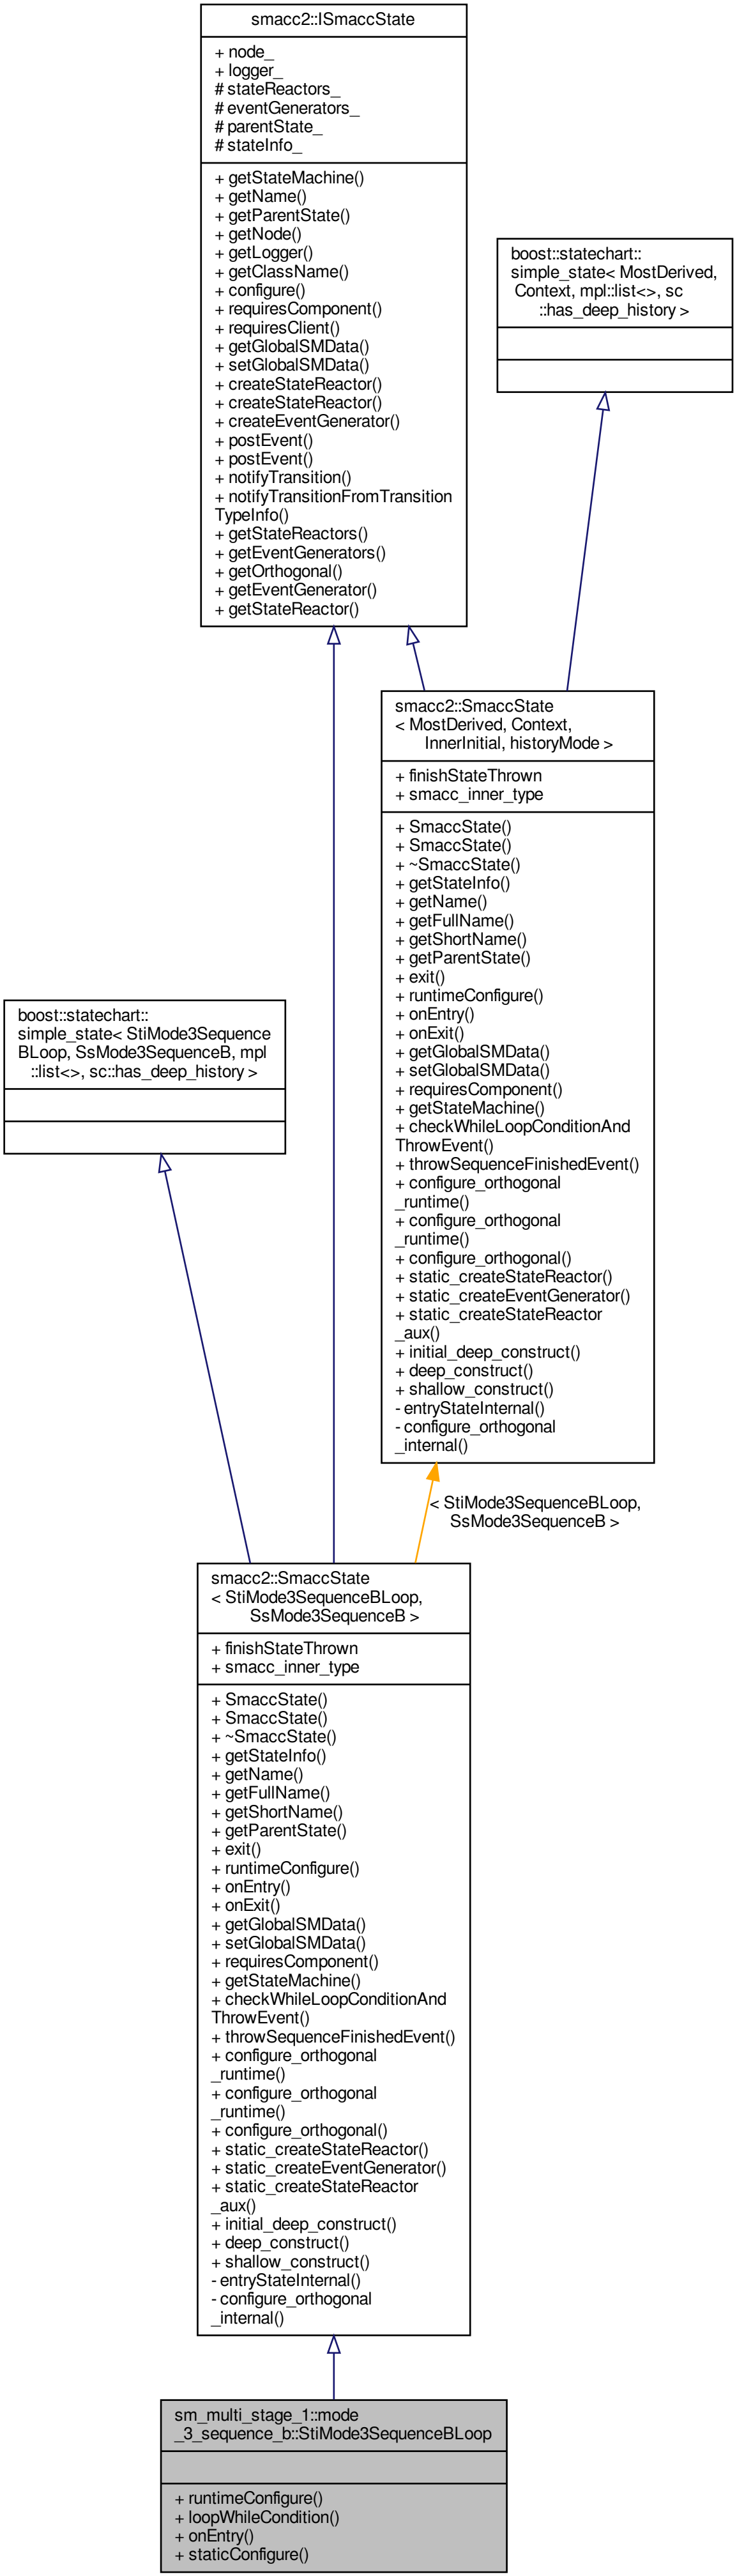 smacc2::ISmaccState
+ node_
+ logger_
# stateReactors_
# eventGenerators_
# parentState_
# stateInfo_
+ getStateMachine()
+ getName()
+ getParentState()
+ getNode()
+ getLogger()
+ getClassName()
+ configure()
+ requiresComponent()
+ requiresClient()
+ getGlobalSMData()
+ setGlobalSMData()
+ createStateReactor()
+ createStateReactor()
+ createEventGenerator()
+ postEvent()
+ postEvent()
+ notifyTransition()
+ notifyTransitionFromTransition
TypeInfo()
+ getStateReactors()
+ getEventGenerators()
+ getOrthogonal()
+ getEventGenerator()
+ getStateReactor()
boost::statechart::
simple_state< MostDerived,
Context, mpl::list<>, sc
::has_deep_history >
smacc2::SmaccState
< MostDerived, Context,
InnerInitial, historyMode >
+ finishStateThrown
+ smacc_inner_type
+ SmaccState()
+ SmaccState()
+ ~SmaccState()
+ getStateInfo()
+ getName()
+ getFullName()
+ getShortName()
+ getParentState()
+ exit()
+ runtimeConfigure()
+ onEntry()
+ onExit()
+ getGlobalSMData()
+ setGlobalSMData()
+ requiresComponent()
+ getStateMachine()
+ checkWhileLoopConditionAnd
ThrowEvent()
+ throwSequenceFinishedEvent()
+ configure_orthogonal
_runtime()
+ configure_orthogonal
_runtime()
+ configure_orthogonal()
+ static_createStateReactor()
+ static_createEventGenerator()
+ static_createStateReactor
_aux()
+ initial_deep_construct()
+ deep_construct()
+ shallow_construct()
- entryStateInternal()
- configure_orthogonal
_internal()
boost::statechart::
simple_state< StiMode3Sequence
BLoop, SsMode3SequenceB, mpl
::list<>, sc::has_deep_history >
< StiMode3SequenceBLoop,
SsMode3SequenceB >
smacc2::SmaccState
< StiMode3SequenceBLoop,
SsMode3SequenceB >
+ finishStateThrown
+ smacc_inner_type
+ SmaccState()
+ SmaccState()
+ ~SmaccState()
+ getStateInfo()
+ getName()
+ getFullName()
+ getShortName()
+ getParentState()
+ exit()
+ runtimeConfigure()
+ onEntry()
+ onExit()
+ getGlobalSMData()
+ setGlobalSMData()
+ requiresComponent()
+ getStateMachine()
+ checkWhileLoopConditionAnd
ThrowEvent()
+ throwSequenceFinishedEvent()
+ configure_orthogonal
_runtime()
+ configure_orthogonal
_runtime()
+ configure_orthogonal()
+ static_createStateReactor()
+ static_createEventGenerator()
+ static_createStateReactor
_aux()
+ initial_deep_construct()
+ deep_construct()
+ shallow_construct()
- entryStateInternal()
- configure_orthogonal
_internal()
sm_multi_stage_1::mode
_3_sequence_b::StiMode3SequenceBLoop
+ runtimeConfigure()
+ loopWhileCondition()
+ onEntry()
+ staticConfigure()